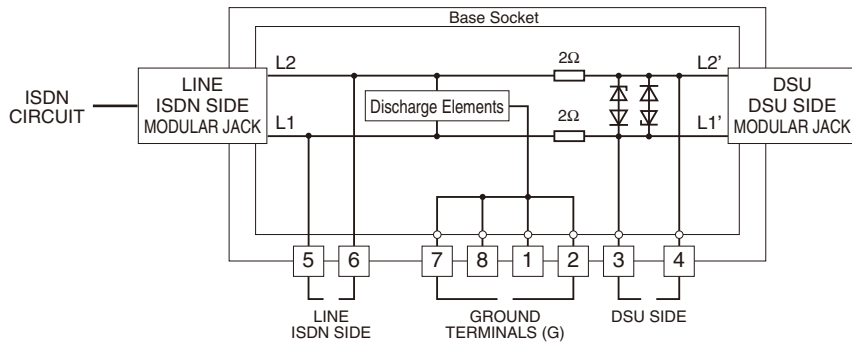 Base Socket
ISDN
CIRCUIT
LINE
ISDN SIDE
MODULAR JACK
L2
L1
Discharge Elements
2Ω
2Ω
L2’
L1’
DSU
DSU SIDE
MODULAR JACK
5 6 7 8 1 2 3 4
LINE
ISDN SIDE
GROUND
TERMINALS (G)
DSU SIDE